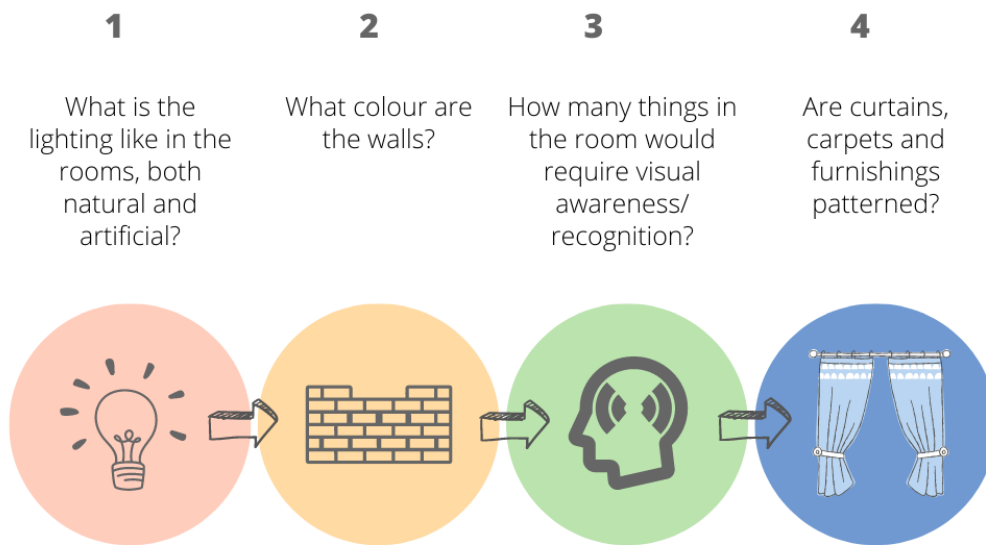 1
What is the
lighting like in the
rooms, both
natural and
artificial?
2
What colour are
the walls?
3
How many things in
the room would
require visual
awareness/
recognition?
4
Are curtains,
carpets and
furnishings
patterned?